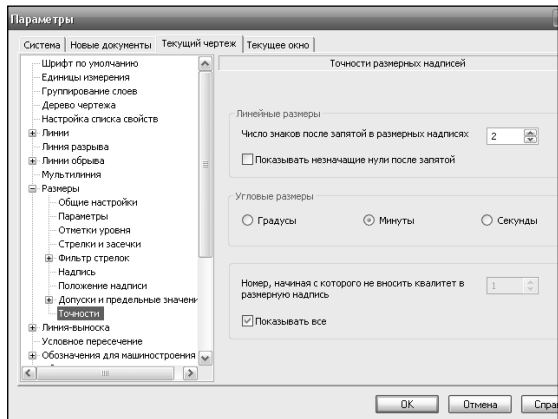 Параметры
Система
Новые документы
Текущий чертеж
Текущее окно
Шрифт по умолчанию
Единицы измерения
Группирование слоев
Дерево чертежа
Настройка списка свойств
Линии
Линия разрыва
Линии обрыва
Мультилиния
Размеры
Общие настройки
Параметры
Отметки уровня
Стрелки и засечки
Фильтр стрелок
Надпись
Положение надписи
Допуски и предельные значени
Точности
Линия-выноска
Условное пересечение
Обозначения для машиностроения
Точности размерных надписей
Линейные размеры
Число знаков после запятой в размерных надписях
2
Показывать незначащие нули после запятой
Угловые размеры
Градусы
Минуты
Секунды
Номер, начиная с которого не вносить квалитет в
размерную надпись
1
Показывать все
OK
Отмена
Спра